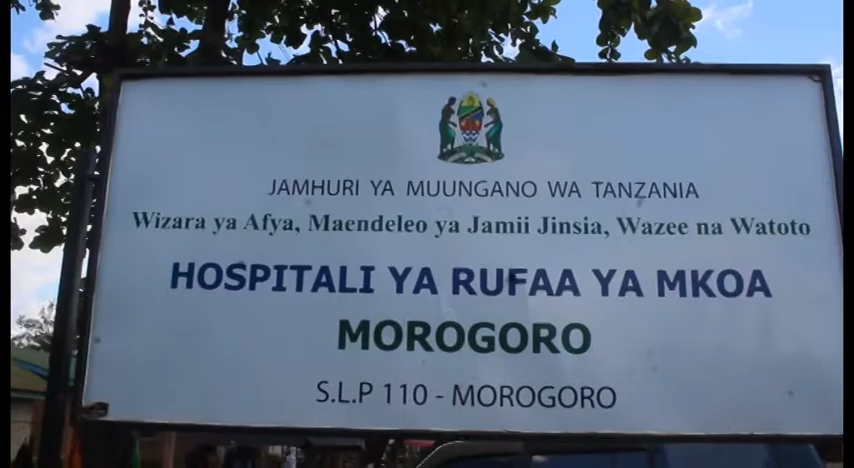 JAMHURI YA MUUNGANO WA TANZANIA
Wizara ya Afya, Maendeleo ya Jamii Jinsia, Wazee na Watoto
HOSPITALI YA RUFAA YA MKOA
MOROGORO
S.L.P 110 - MOROGORO